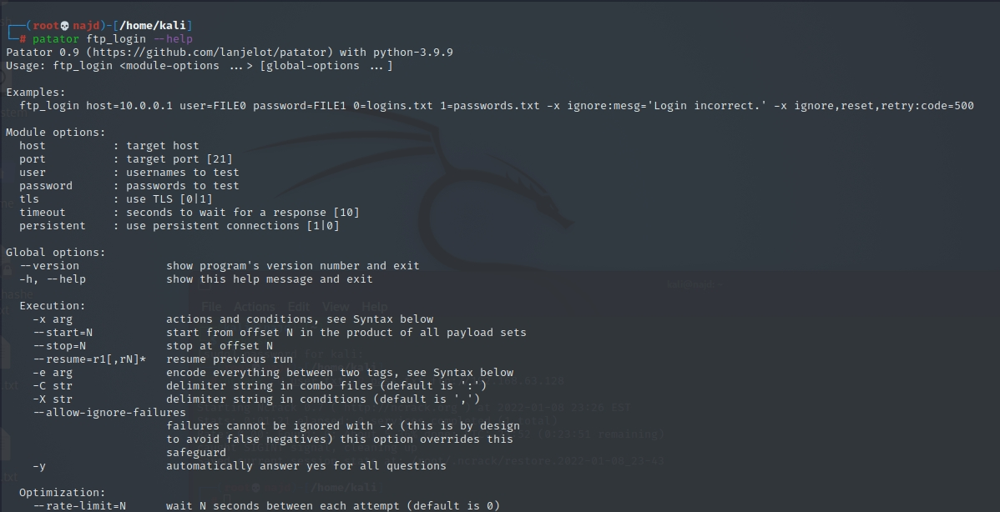 ┌──(root💀najd)-[/home/kali]
└─# patator ftp_login --help
Patator 0.9 (https://github.com/lanjelot/patator) with python-3.9.9
Usage: ftp_login <module-options ...> [global-options ...]
Examples:
ftp_login host=10.0.0.1 user=FILE0 password=FILE1 0=logins.txt 1=passwords.txt -x ignore:mesg='Login incorrect.' -x ignore,reset,retry:code=500
Module options:
host : target host
port : target port [21]
user : usernames to test
password : passwords to test
tls : use TLS [0|1]
timeout : seconds to wait for a response [10]
persistent : use persistent connections [1|0]
Global options:
--version show program's version number and exit
-h, --help show this help message and exit
File Actions Edit View Help
Execution:
-x arg actions and conditions, see Syntax below
--start=N start from offset N in the product of all payload sets
--stop=N stop at offset N
--resume=r1[,rN]* resume previous run
-e arg encode everything between two tags, see Syntax below
-C str delimiter string in combo files (default is ':')
-X str delimiter string in conditions (default is ',')
--allow-ignore-failures
failures cannot be ignored with -x (this is by design
to avoid false negatives) this option overrides this
safeguard
-y automatically answer yes for all questions
/home/kali
Optimization:
--rate-limit=N wait N seconds between each attempt (default is 0)